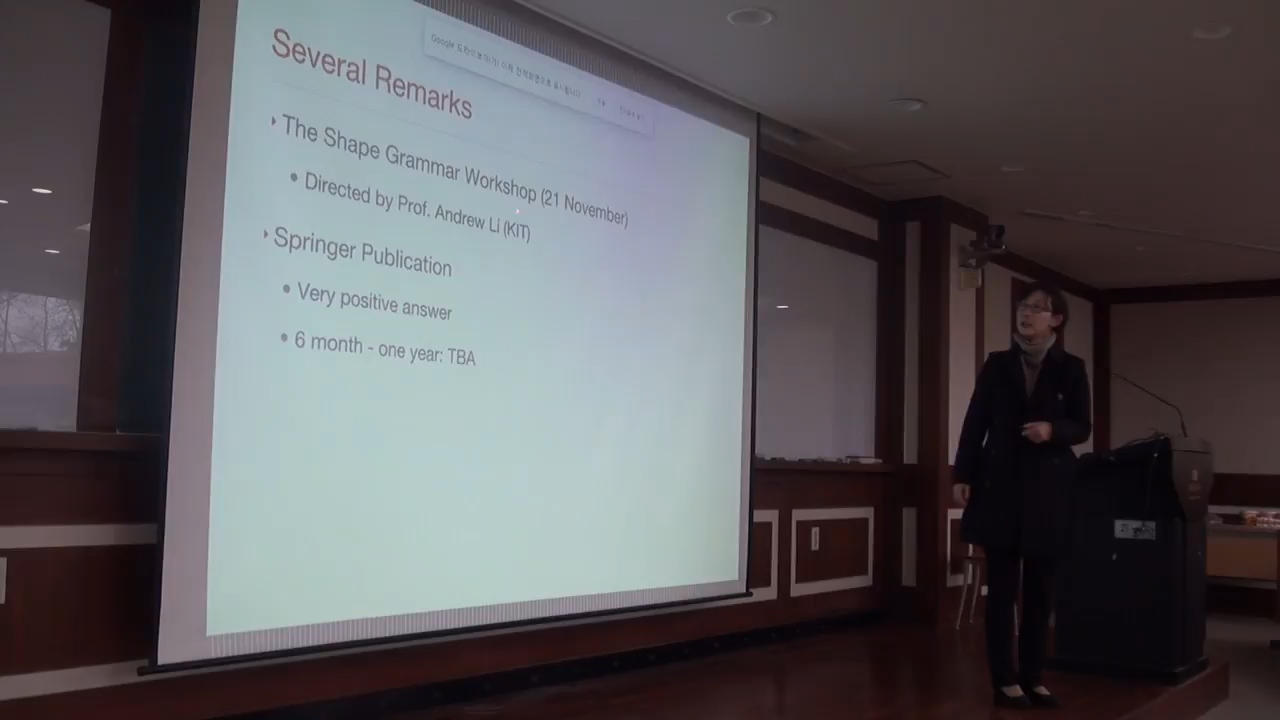 Several Remarks
The Shape Grammar Workshop (21 November)
Directed by Prof. Andrew Li (KIT)
Springer Publication
Very positive answer
6 month - one year: TBA
Google